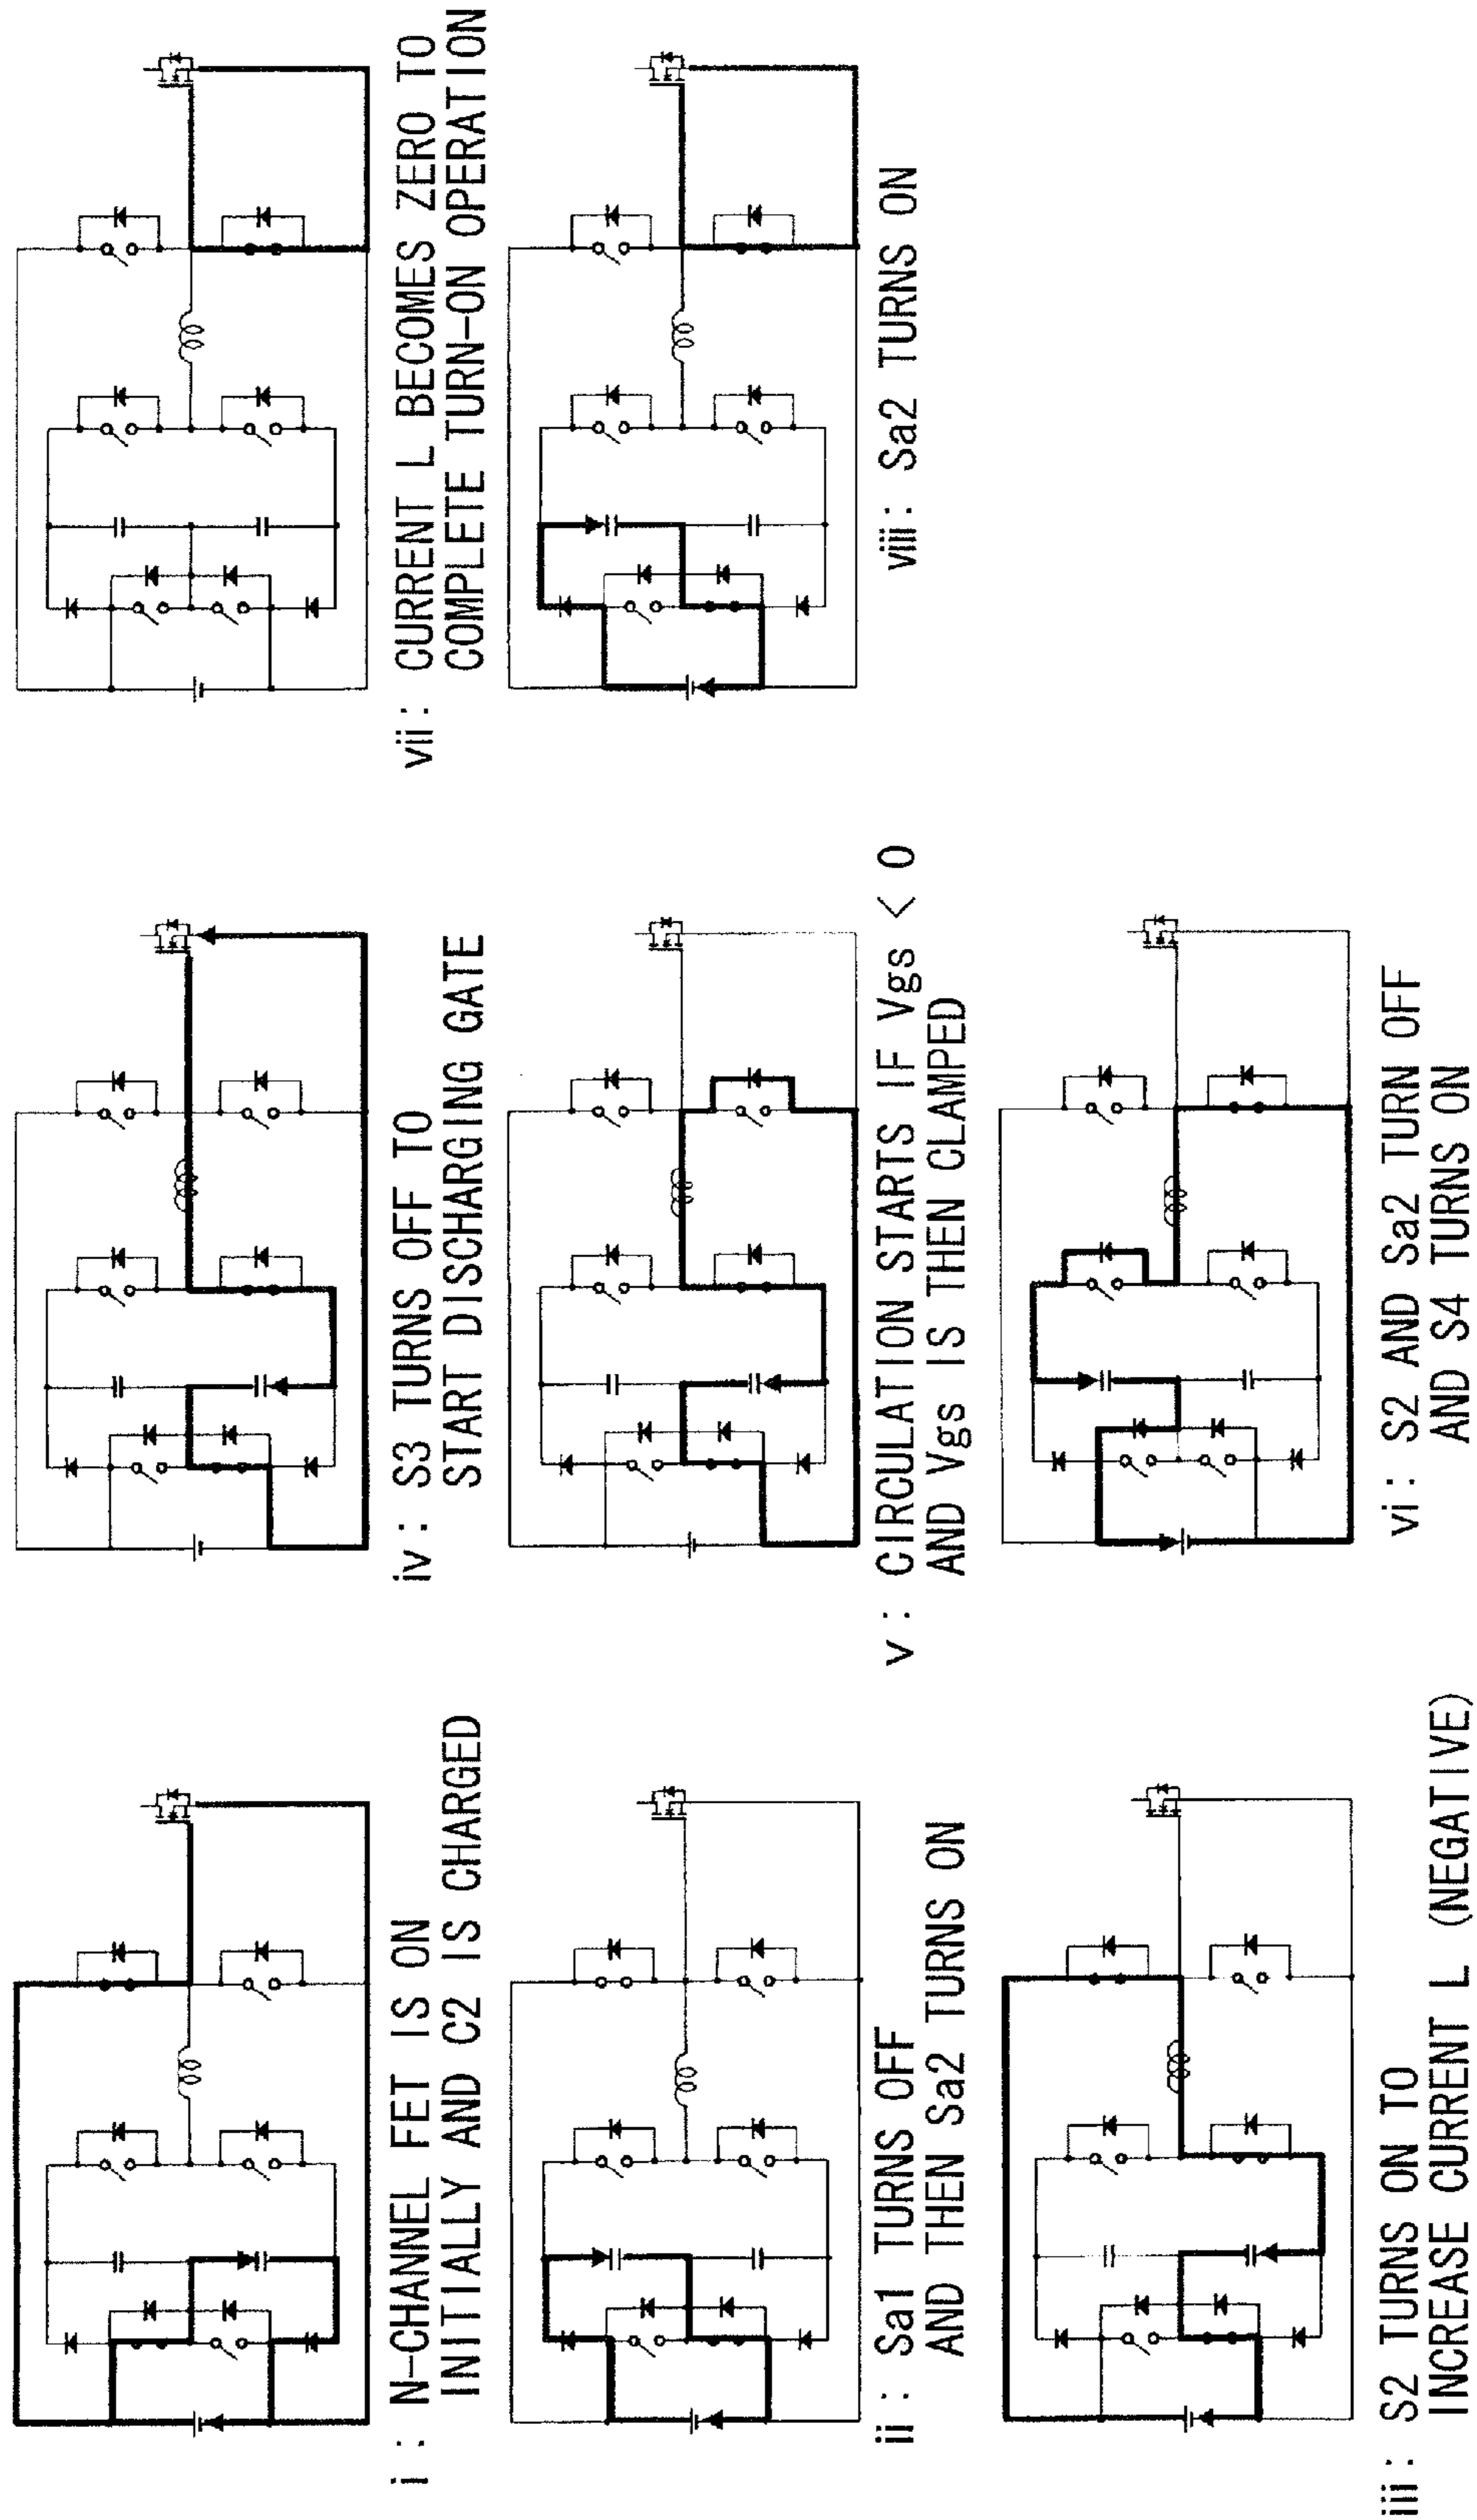 i : N-CHANNEL FET IS ON
INITIALLY AND C2 IS CHARGED
ii : Sa1 TURNS OFF
AND THEN Sa2 TURNS ON
iii : S2 TURNS ON TO
INCREASE CURRENT L (NEGATIVE)
iv : S3 TURNS OFF TO
START DISCHARGING GATE
v : CIRCULATION STARTS IF Vgs < 0
AND Vgs IS THEN CLAMPED
vi : S2 AND Sa2 TURN OFF
AND S4 TURNS ON
vii : CURRENT L BECOMES ZERO TO
COMPLETE TURN-ON OPERATION
viii : Sa2 TURNS ON